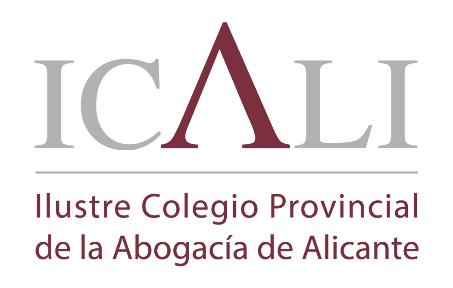 ICALI
Ilustre Colegio Provincial
de la Abogacía de Alicante